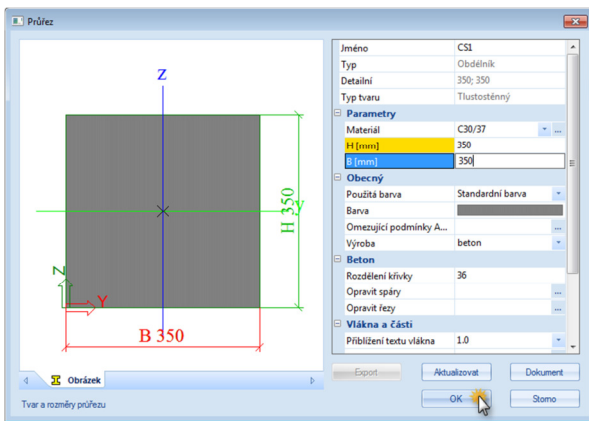 Průřez
Z
y
H 350
Z
Y
B 350
Obrázek
Tvar a rozměry průřezu
Jméno CS1
Typ Obdélník
Detailní 350; 350
Typ tvaru Tlustostěnný
Parametry
Materiál C30/37 ...
H [mm] 350
B [mm] 350
Obecný
Použitá barva Standardní barva
Barva
Omezující podmínky A... ...
Výroba beton
Beton
Rozdělení křivky 36
Opravit spáry ...
Opravit řezy ...
Vlákna a části
Přiblížení textu vlákna 1.0
Export Aktualizovat Dokument
OK Storno